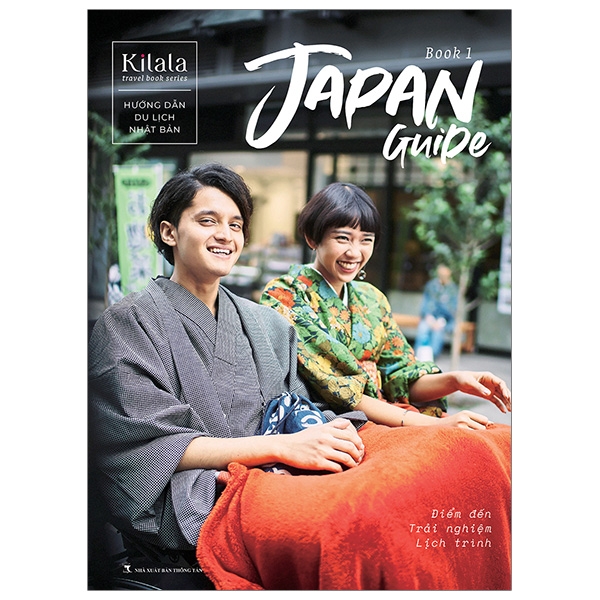 Kilala
travel book series
HƯỚNG DẪN
DU LỊCH
NHẬT BẢN
Book 1
JAPAN
GUIDE
Điểm đến
Trải nghiệm
Lịch trình
NHÀ XUẤT BẢN THÔNG TẤN